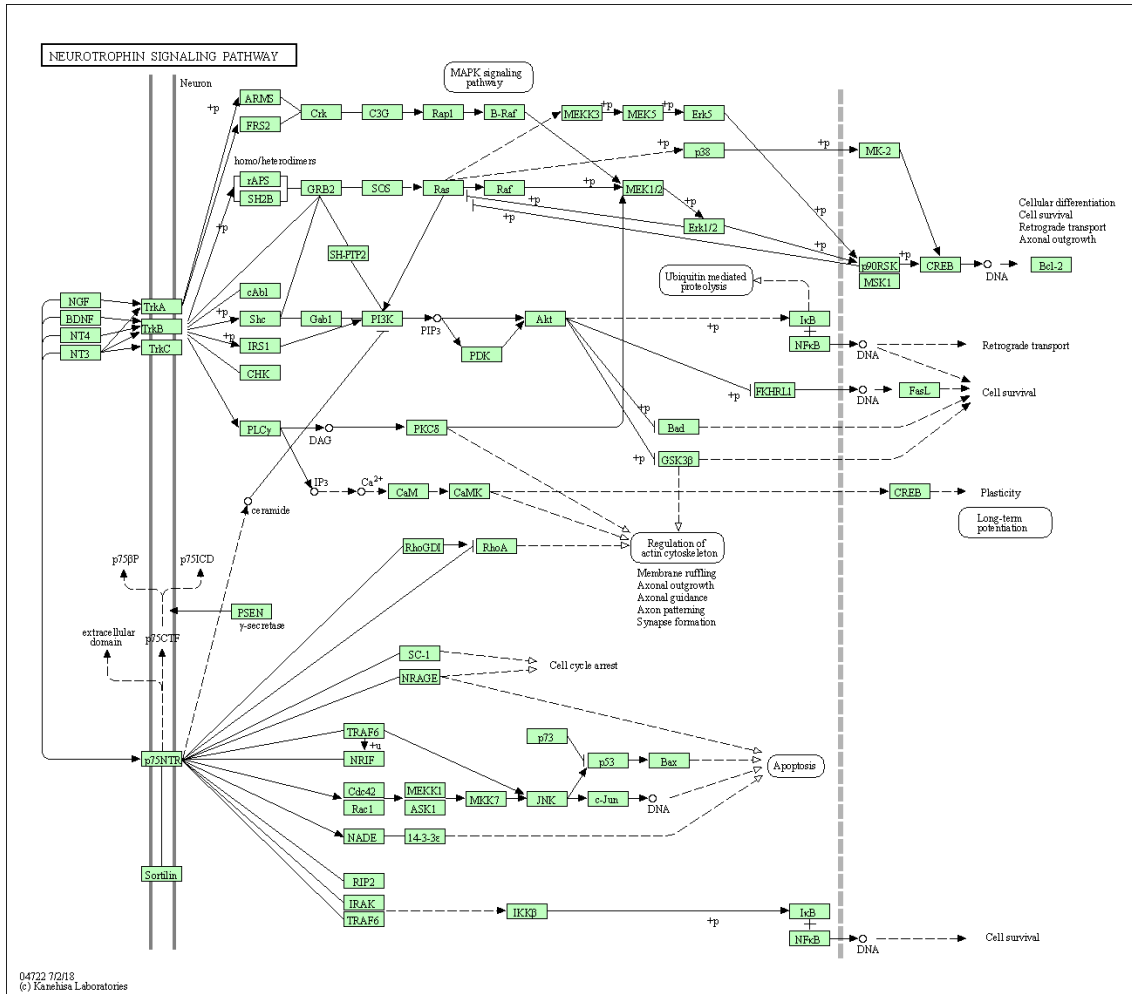 NEUROTROPHIN SIGNALING PATHWAY
Neuron
MAPK signaling
pathway
ARMS
+p
FRS2
Crk
C3G
Rap1
B-Raf
MEKK3
+p
MEK5
+p
Erk5
+p
p38
+p
+p
MK-2
homo/heterodimers
rAPS
SH2B
+p
GRB2
SOS
Ras
Raf
+p
MEK1/2
+p
Erk1/2
+p
+p
+p
Cellular differentiation
Cell survival
Retrograde transport
Axonal outgrowth
p90RSK
MSK1
+p
CREB
DNA
Bcl-2
SH-PTP2
Ubiquitin mediated
proteolysis
NGF
BDNF
NT4
NT3
TrkA
TrkB
TrkC
cAbl
+p
Shc
+p
IRS1
CHK
Gab1
PI3K
+p
PIP3
PDK
Akt
+p
IκB
NFκB
DNA
Retrograde transport
+p
FKHRL1
DNA
FasL
Cell survival
+p
Bad
+p
GSK3β
PLCγ
DAG
PKCδ
IP3
Ca2+
CaM
CaMK
CREB
Plasticity
Long-term
potentiation
ceramide
RhoGDI
RhoA
Regulation of
actin cytoskeleton
Membrane ruffling
Axonal outgrowth
Axonal guidance
Axon patterning
Synapse formation
p75βP
p75ICD
PSEN
γ-secretase
extracellular
domain
p75CTF
SC-1
NRAGE
Cell cycle arrest
p75NTR
TRAF6
+u
NRIF
p73
p53
Bax
Apoptosis
Cdc42
Rac1
MEKK1
ASK1
MKK7
JNK
c-Jun
DNA
NADE
14-3-3ε
Sortilin
RIP2
IRAK
TRAF6
IKKβ
+p
IκB
NFκB
DNA
Cell survival
04722 7/2/18
(c) Kanehisa Laboratories